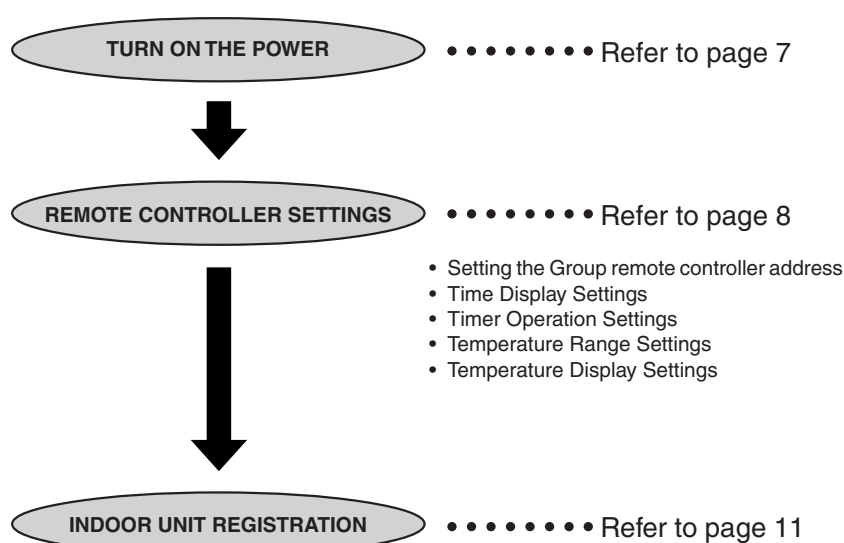 TURN ON THE POWER •••••••• Refer to page 7
REMOTE CONTROLLER SETTINGS •••••••• Refer to page 8
• Setting the Group remote controller address
• Time Display Settings
• Timer Operation Settings
• Temperature Range Settings
• Temperature Display Settings
INDOOR UNIT REGISTRATION •••••••• Refer to page 11